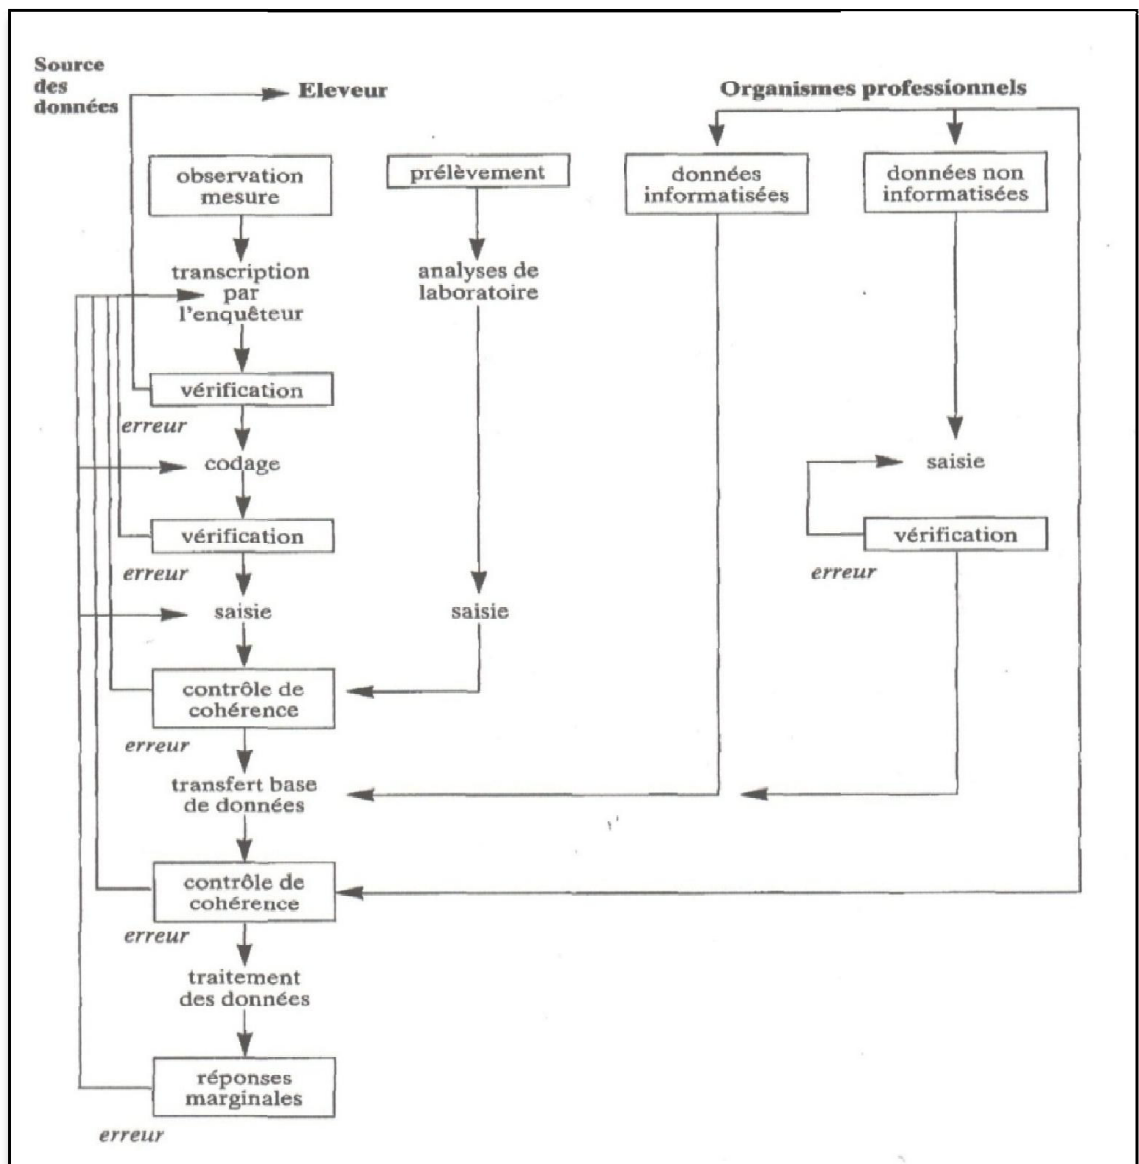 Source
des
données
Eleveur
Organismes professionnels
observation
mesure
prélèvement
données
informatisées
données non
informatisées
transcription
par
l'enquêteur
analyses de
laboratoire
vérification
erreur
codage
saisie
vérification
erreur
vérification
erreur
saisie
saisie
contrôle de
cohérence
erreur
transfert base
de données
contrôle de
cohérence
erreur
traitement
des données
réponses
marginales
erreur